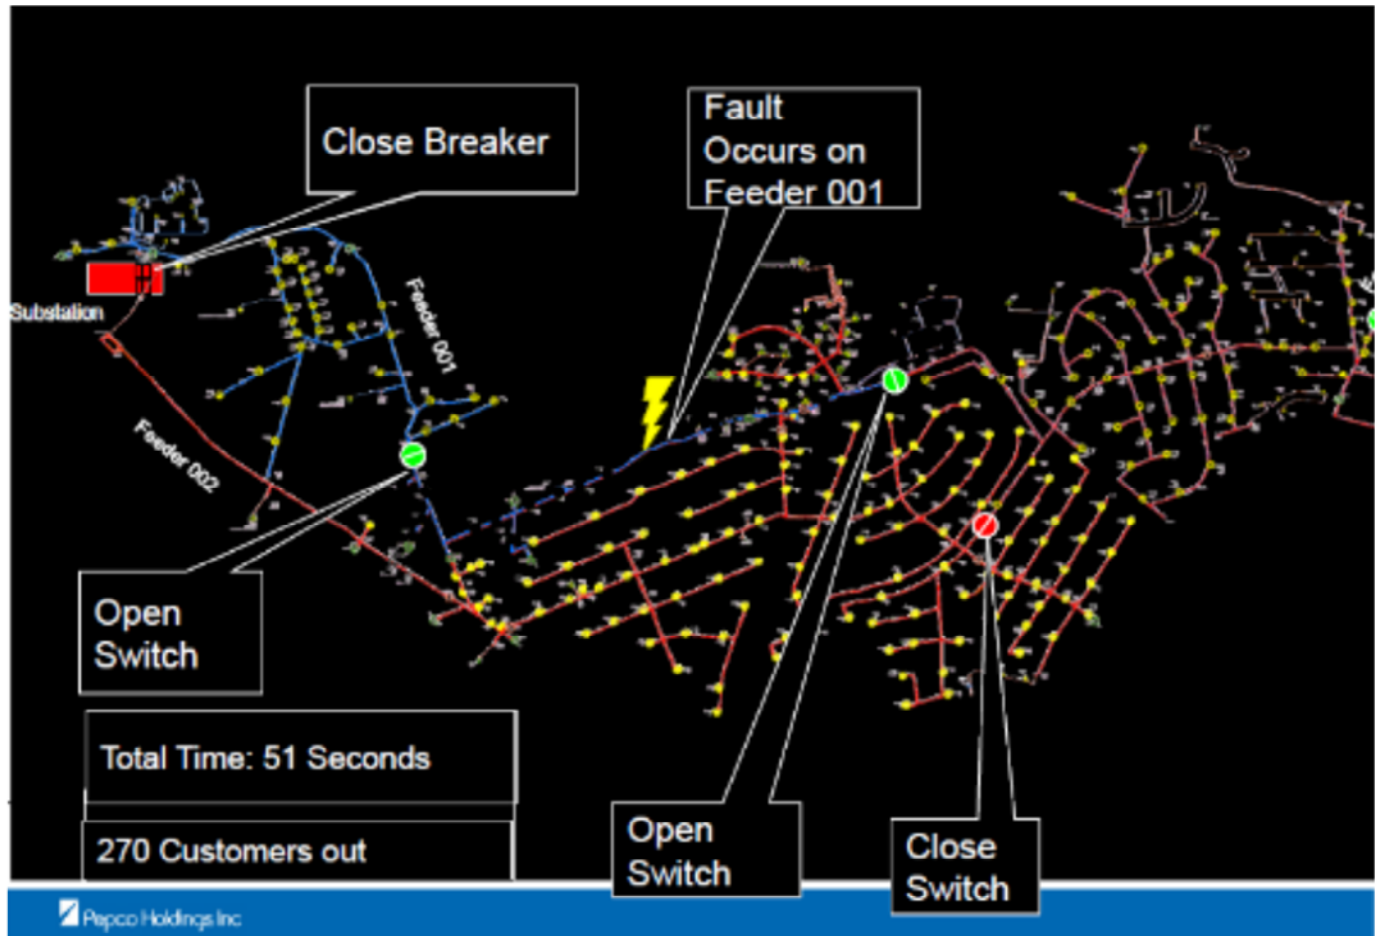 Close Breaker
Fault
Occurs on
Feeder 001
Substation
Feeder 001
Feeder 002
Open
Switch
Total Time: 51 Seconds
270 Customers out
Open
Switch
Close
Switch
Pepco Holdings Inc